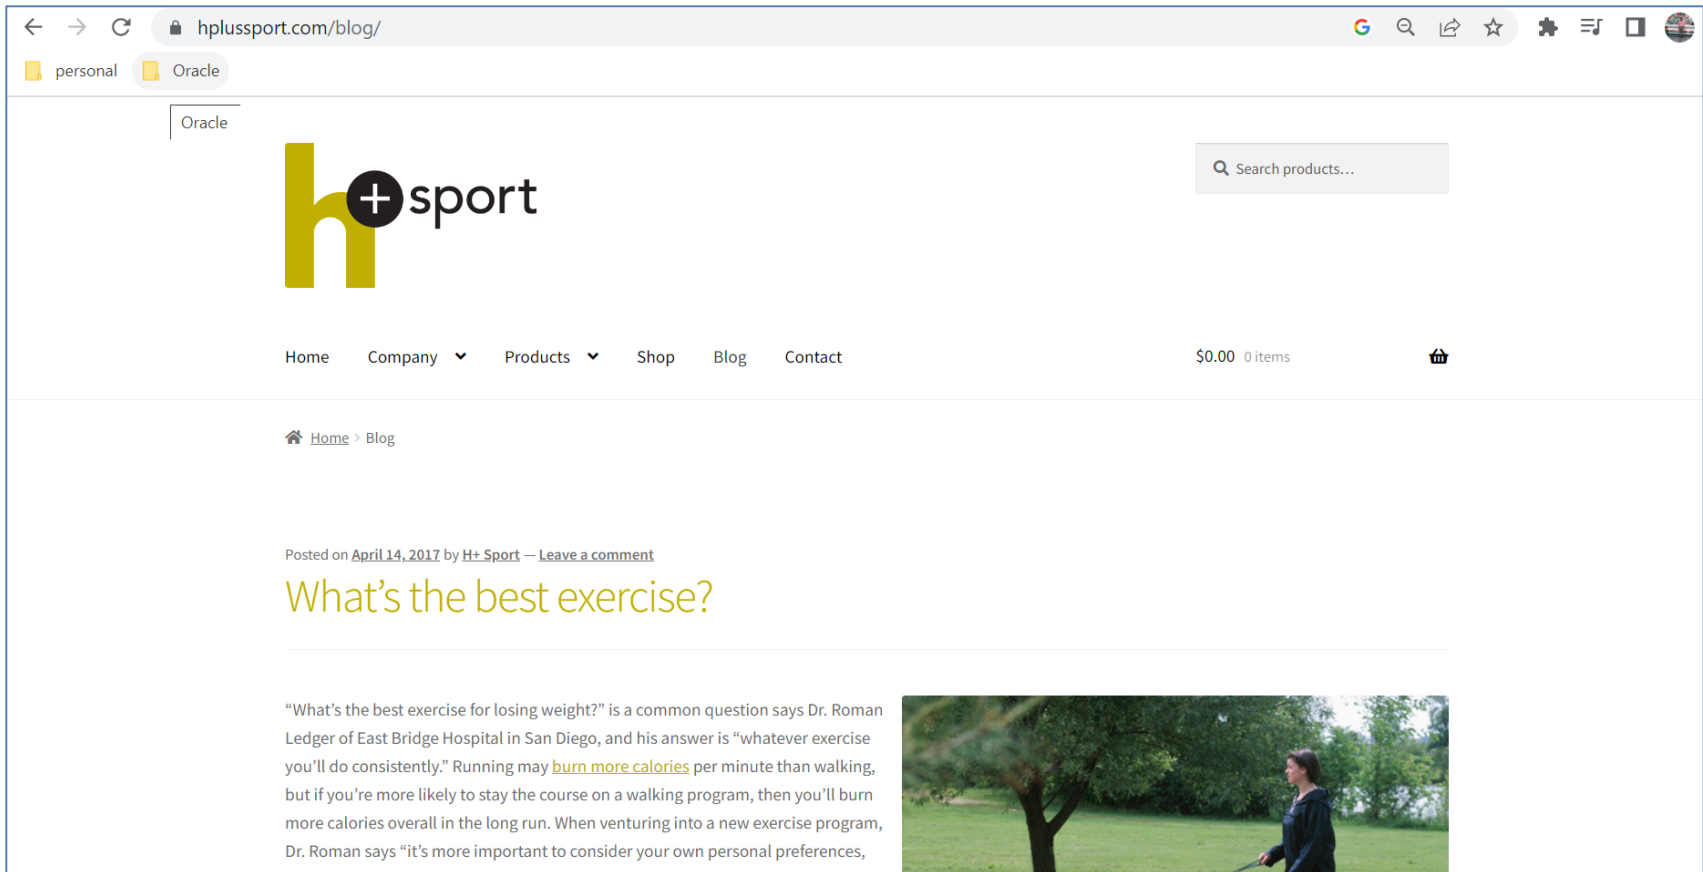 hplussport.com/blog/
personal Oracle
Oracle
h+sport
Search products…
Home Company Products Shop Blog Contact $0.00 0 items
Home > Blog
Posted on April 14, 2017 by H+ Sport — Leave a comment
What’s the best exercise?
“What’s the best exercise for losing weight?” is a common question says Dr. Roman
Ledger of East Bridge Hospital in San Diego, and his answer is “whatever exercise
you’ll do consistently.” Running may burn more calories per minute than walking,
but if you’re more likely to stay the course on a walking program, then you’ll burn
more calories overall in the long run. When venturing into a new exercise program,
Dr. Roman says “it’s more important to consider your own personal preferences,